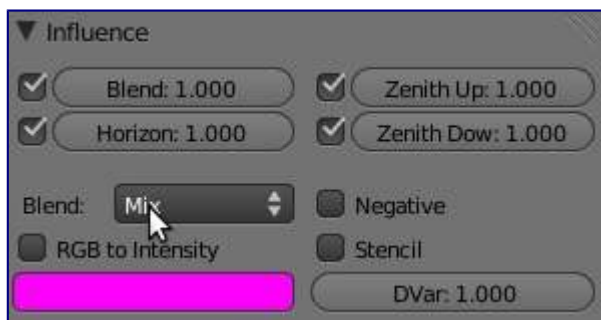 Influence
Blend: 1.000 Zenith Up: 1.000
Horizon: 1.000 Zenith Dow: 1.000
Blend: Mix Negative
RGB to Intensity Stencil
DVar: 1.000